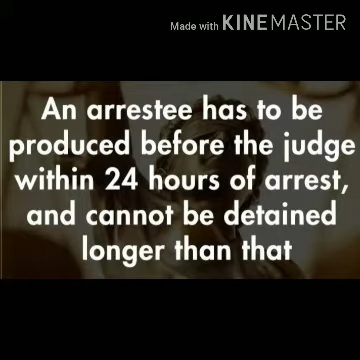 Made with KINEMASTER
An arrestee has to be
produced before the judge
within 24 hours of arrest,
and cannot be detained
longer than that